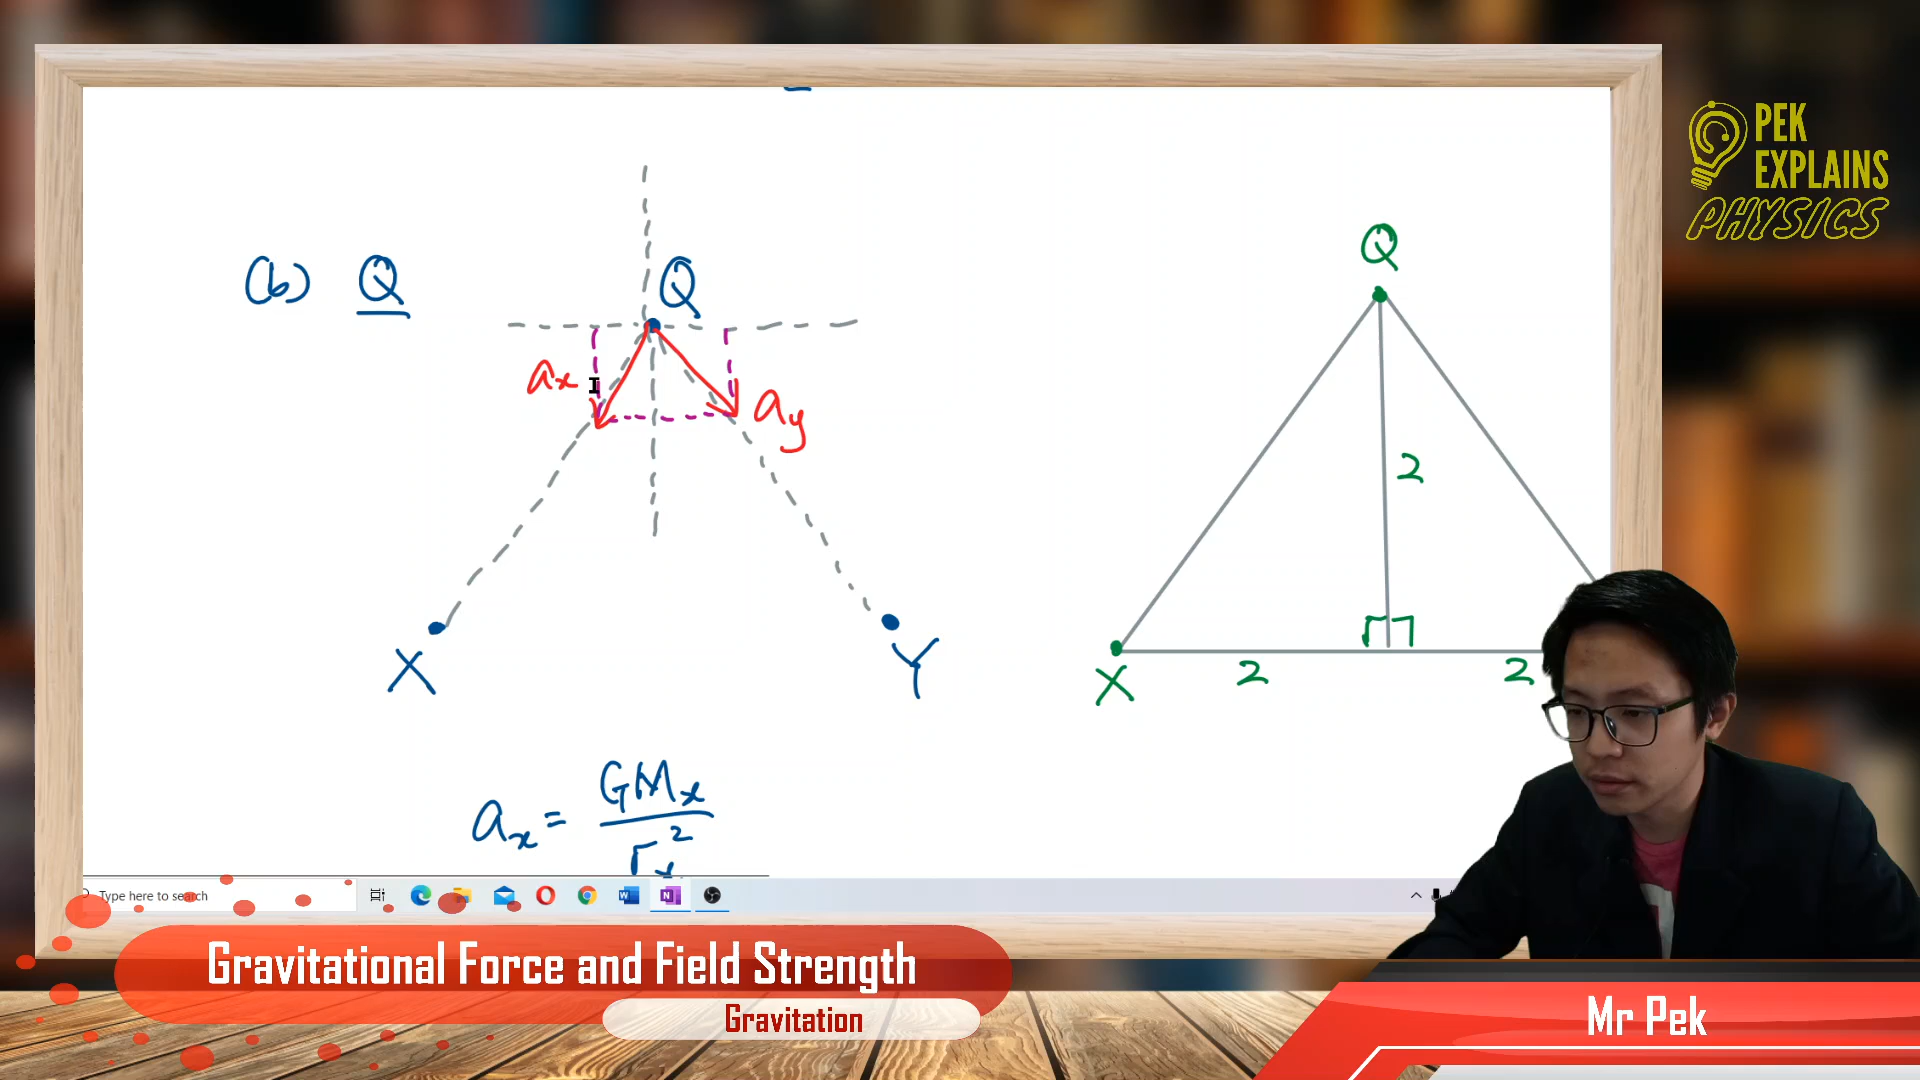 PEK
EXPLAINS
PHYSICS
(b) Q
Q
ax
ay
X
Y
ax = GMx
rx²
Q
2
X
2
2
Type here to search
Gravitational Force and Field Strength
Gravitation
Mr Pek